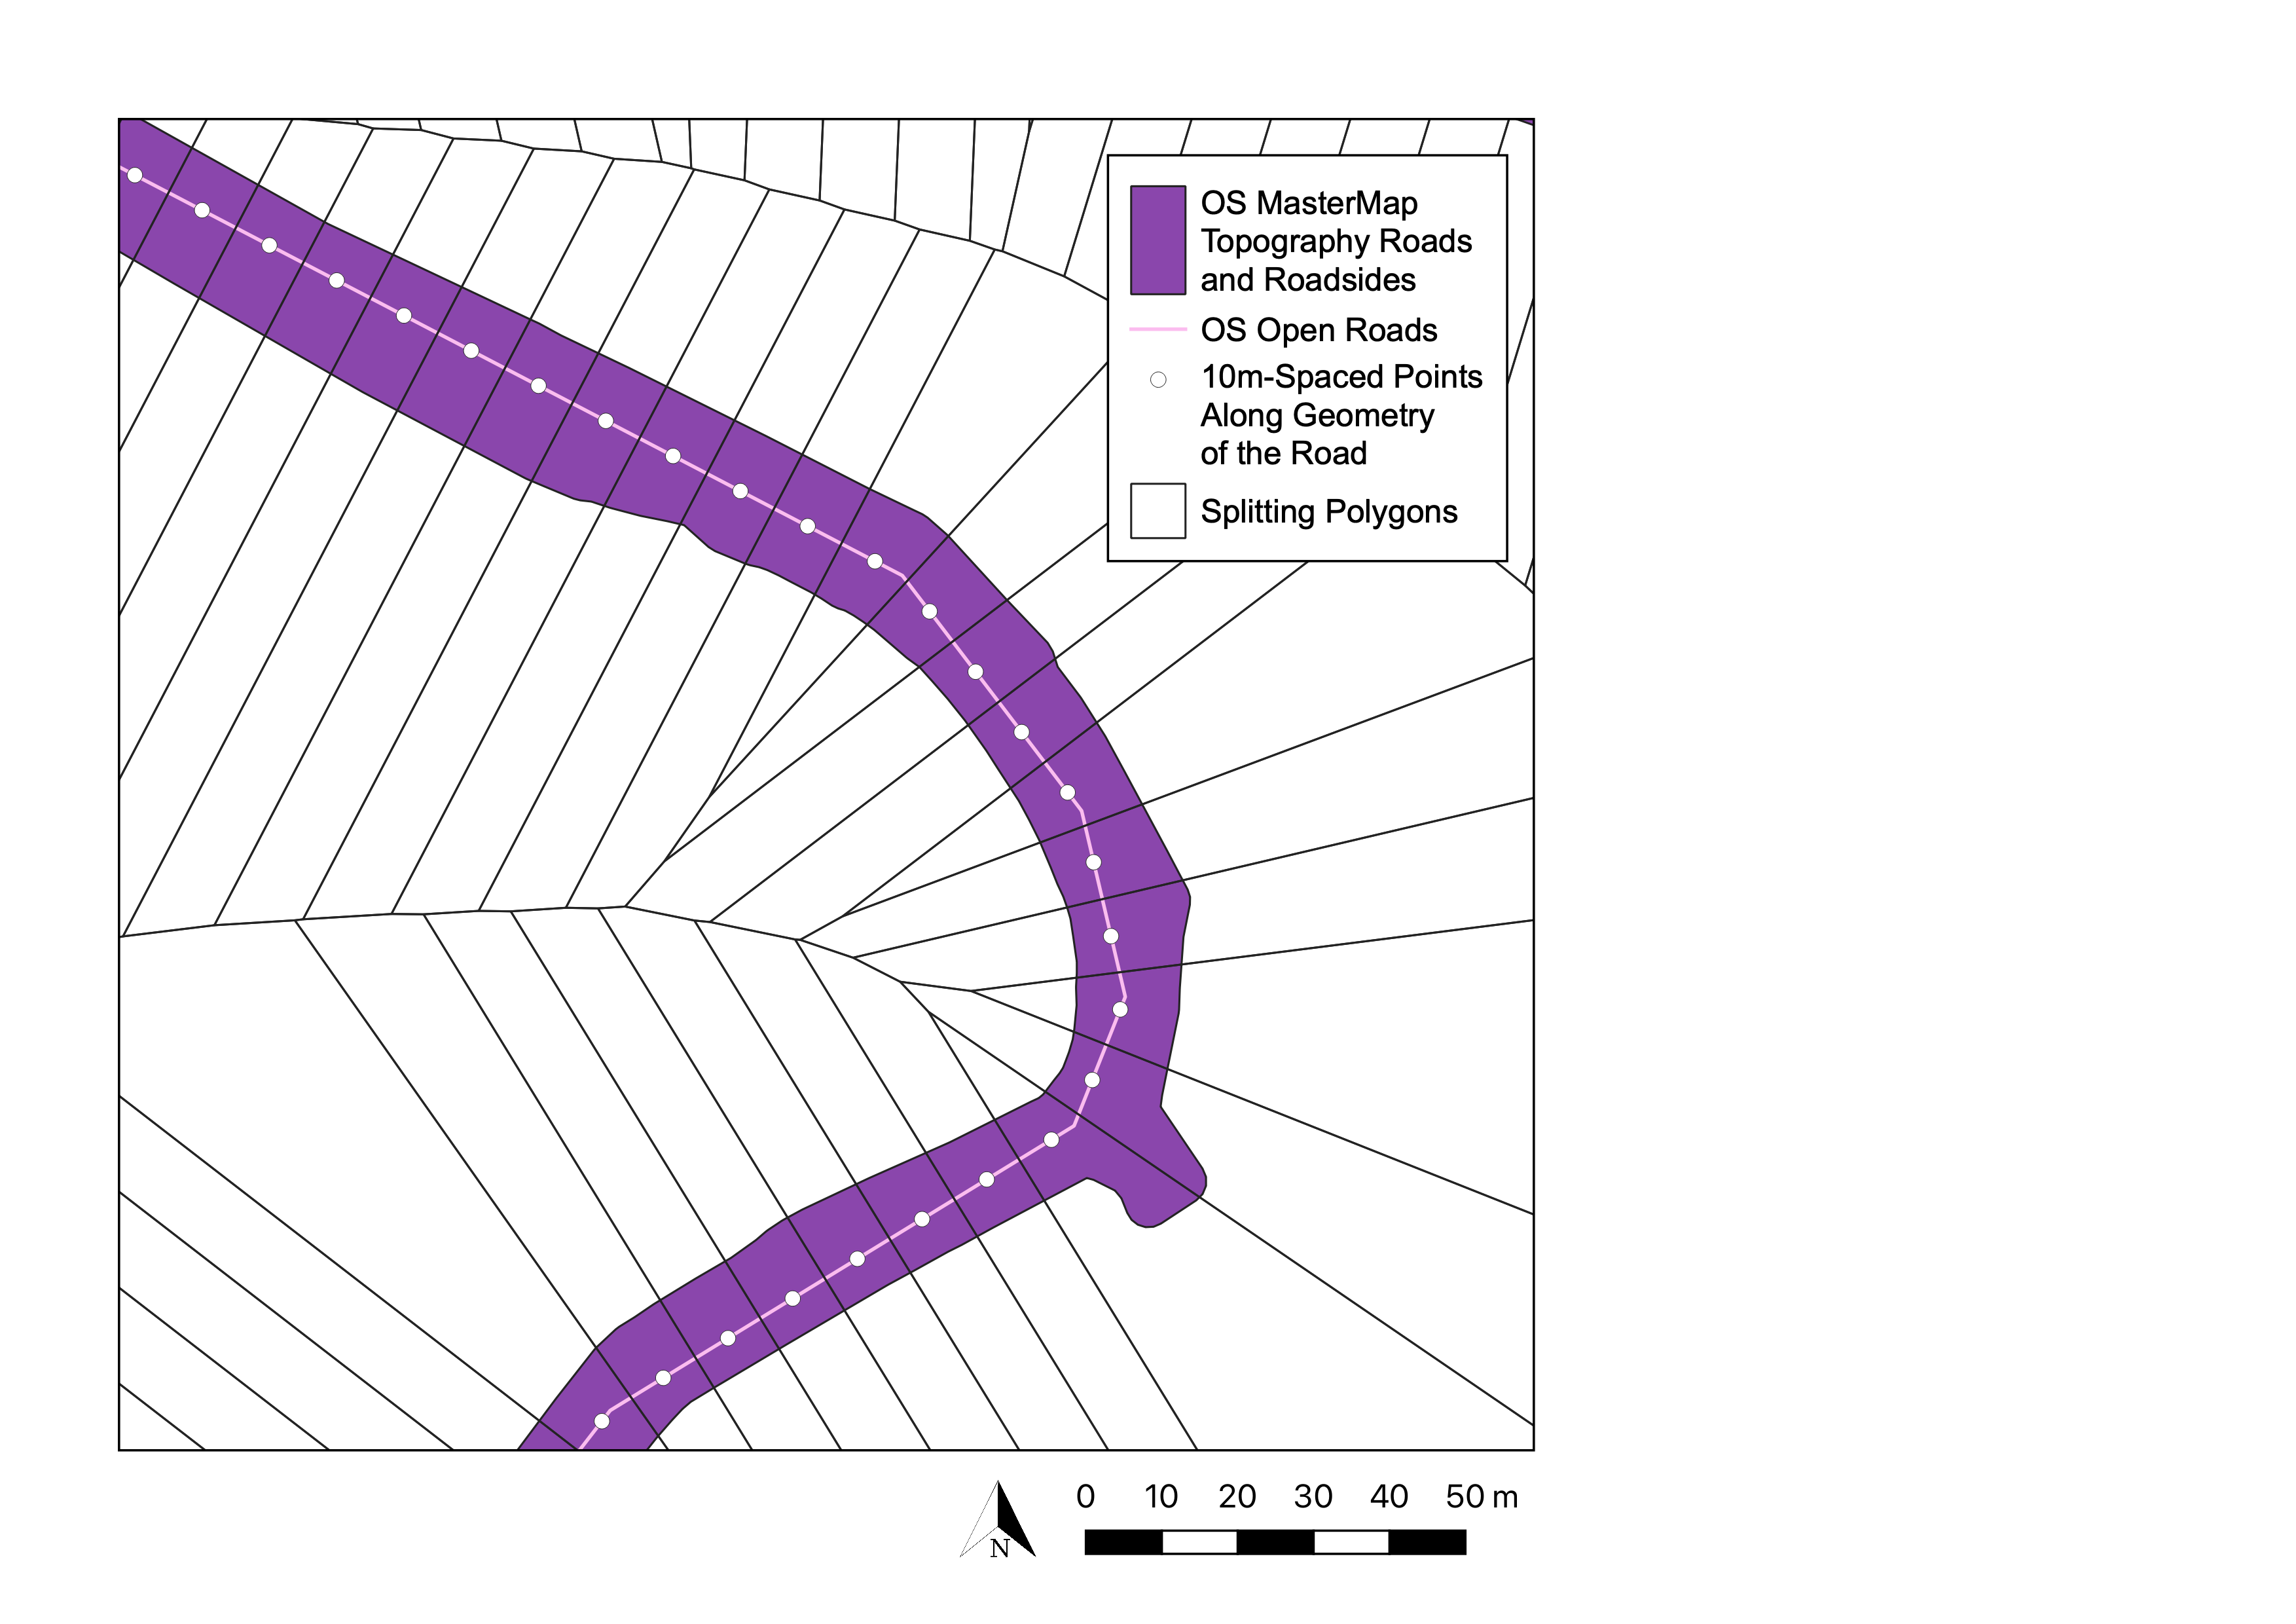 OS MasterMap
Topography Roads
and Roadsides
OS Open Roads
10m-Spaced Points
Along Geometry
of the Road
Splitting Polygons
N
0 10 20 30 40 50 m